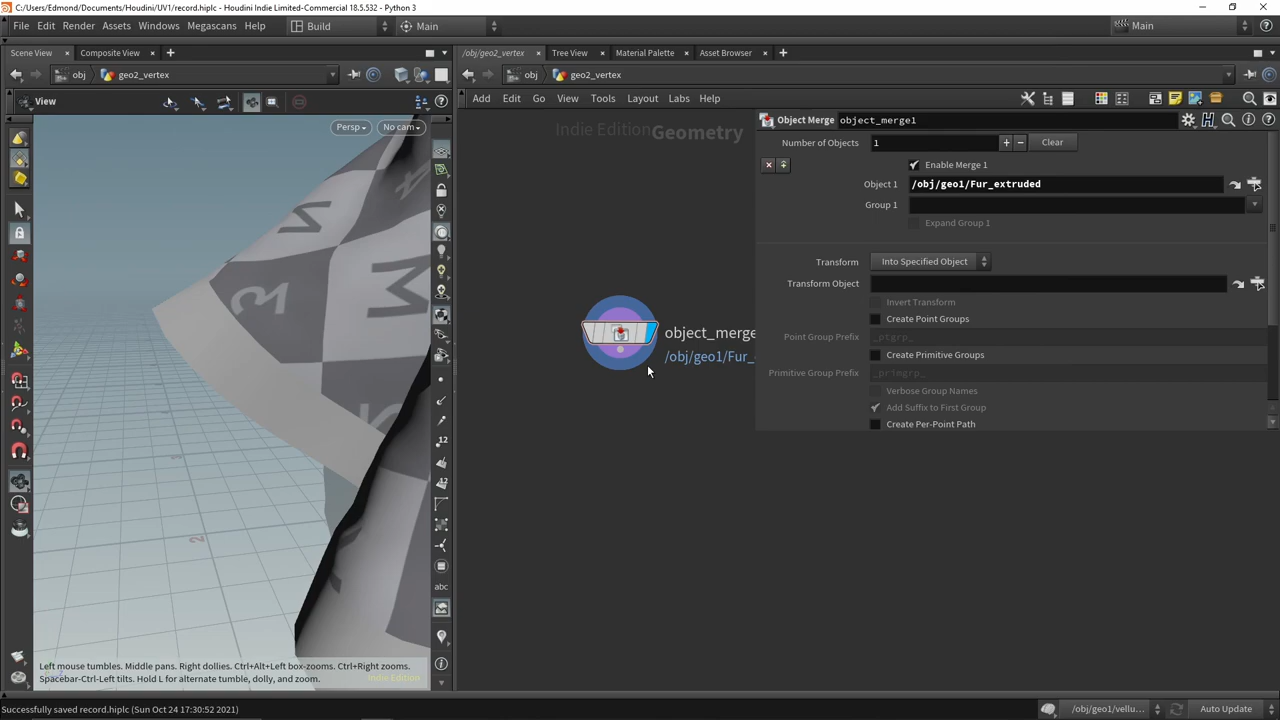 C:/Users/Edmond/Documents/Houdini/UV1/record.hiplc - Houdini Indie Limited-Commercial 18.5.532 - Python 3
File Edit Render Assets Windows Megascans Help Build Main Main
Scene View Composite View
/obj/geo2_vertex Tree View Material Palette Asset Browser
obj geo2_vertex
obj geo2_vertex
View
Add Edit Go View Tools Layout Labs Help
Persp No cam
Indie Edition Geometry
Object Merge object_merge1
Number of Objects 1 Clear
Enable Merge 1
Object 1 /obj/geo1/Fur_extruded
Group 1
Expand Group 1
Transform Into Specified Object
Transform Object
Invert Transform
Create Point Groups
Point Group Prefix _ptgrp_
Create Primitive Groups
Primitive Group Prefix _primgrp_
Verbose Group Names
Add Suffix to First Group
Create Per-Point Path
object_merge
/obj/geo1/Fur_
12
12
abc
2
Left mouse tumbles. Middle pans. Right dollies. Ctrl+Alt+Left box-zooms. Ctrl+Right zooms.
Spacebar-Ctrl-Left tilts. Hold L for alternate tumble, dolly, and zoom.
Indie Edition
Successfully saved record.hiplc (Sun Oct 24 17:30:52 2021)
/obj/geo1/vellu... Auto Update